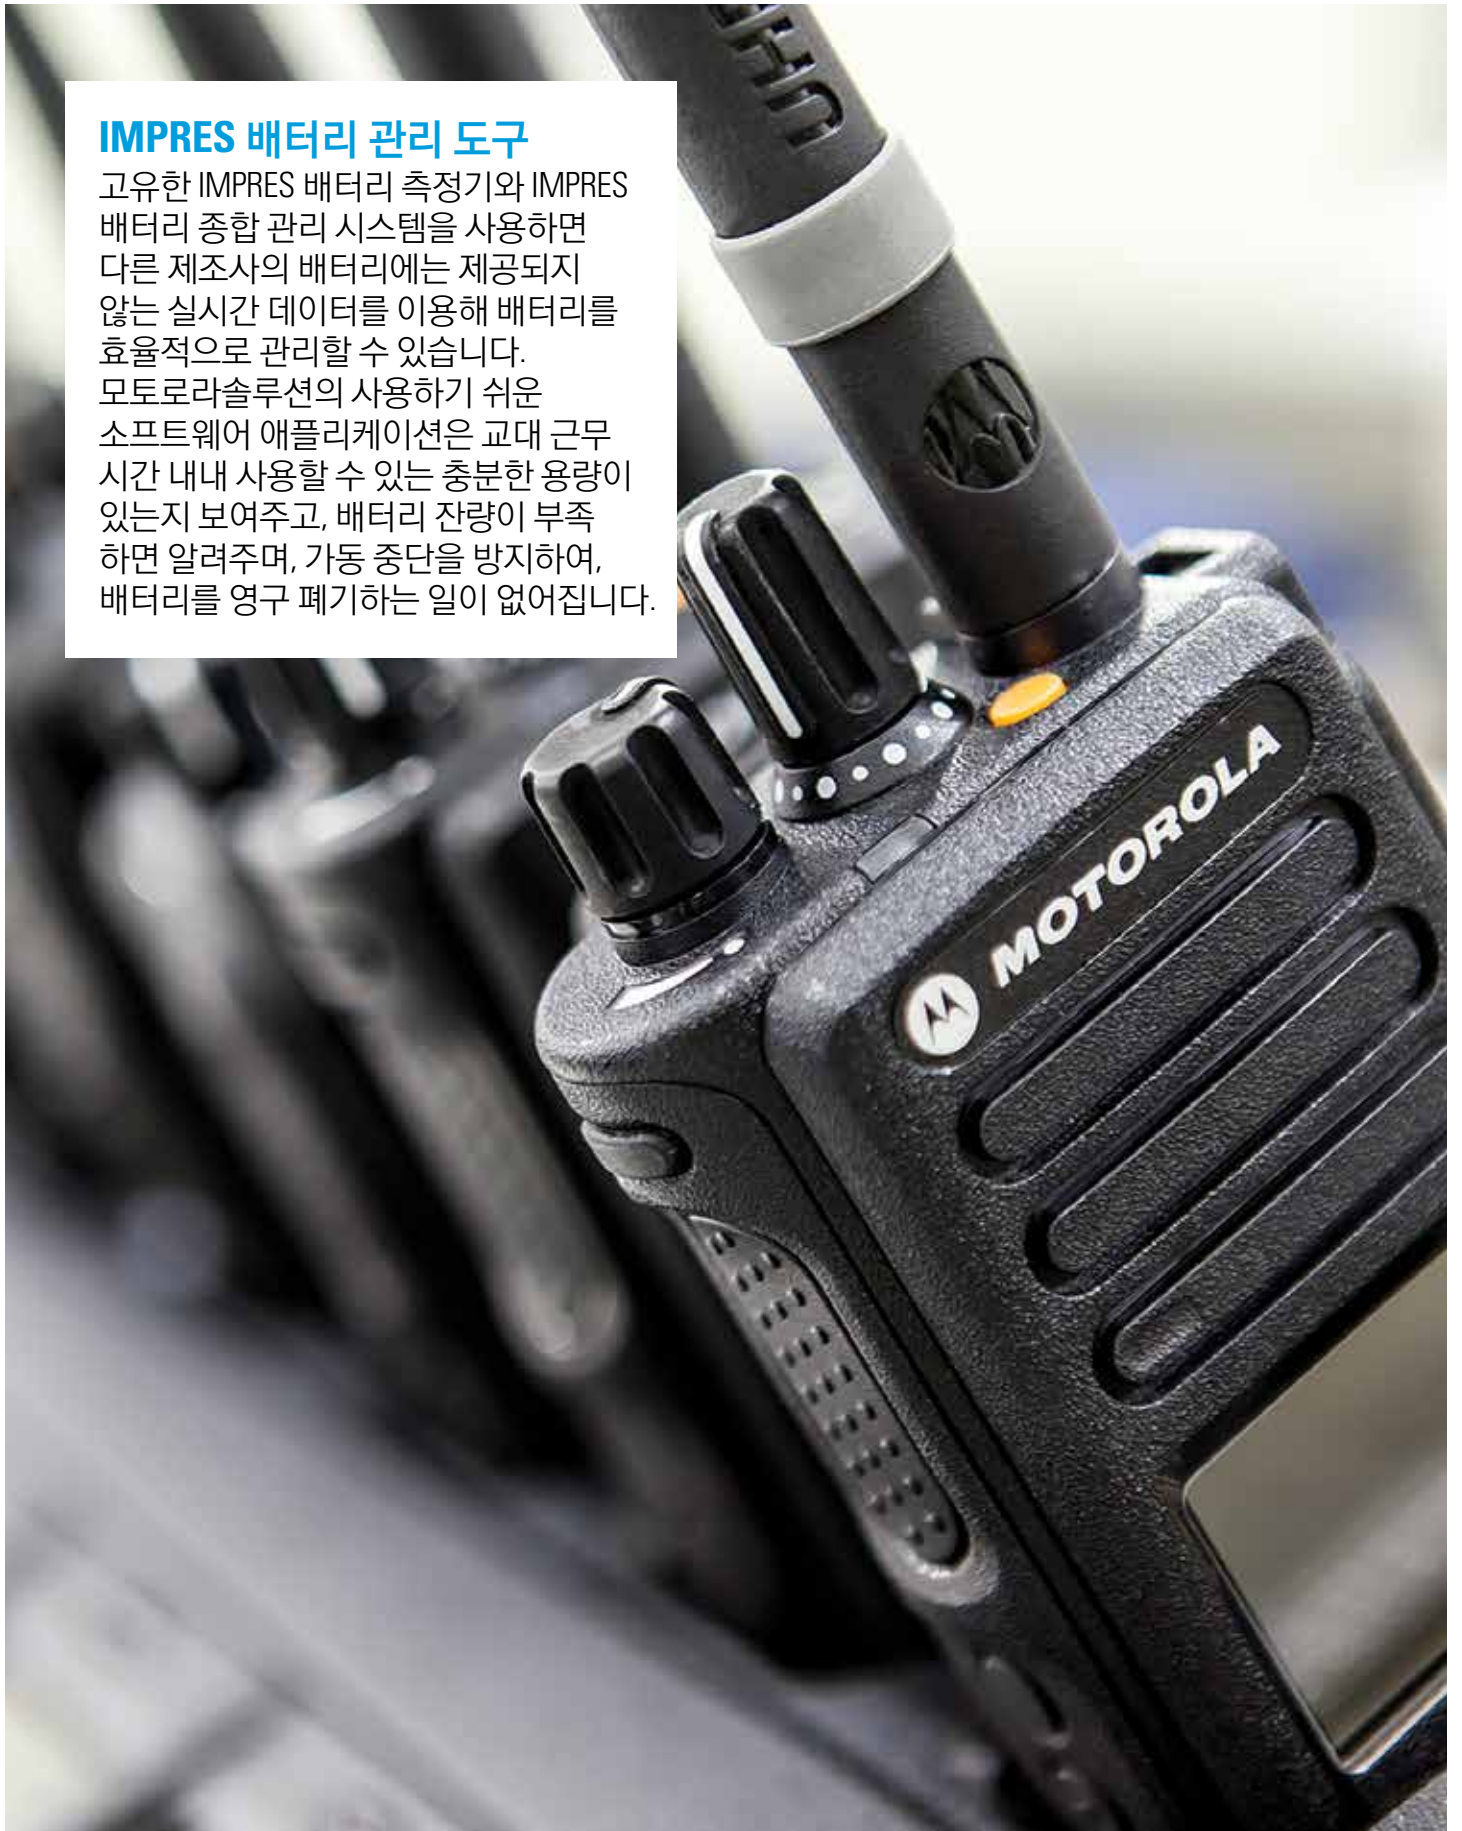 IMPRES 배터리 관리 도구
고유한 IMPRES 배터리 측정기와 IMPRES
배터리 종합 관리 시스템을 사용하면
다른 제조사의 배터리에는 제공되지
않는 실시간 데이터를 이용해 배터리를
효율적으로 관리할 수 있습니다.
모토로라솔루션의 사용하기 쉬운
소프트웨어 애플리케이션은 교대 근무
시간 내내 사용할 수 있는 충분한 용량이
있는지 보여주고, 배터리 잔량이 부족
하면 알려주며, 가동 중단을 방지하여,
배터리를 영구 폐기하는 일이 없어집니다.
MOTOROLA